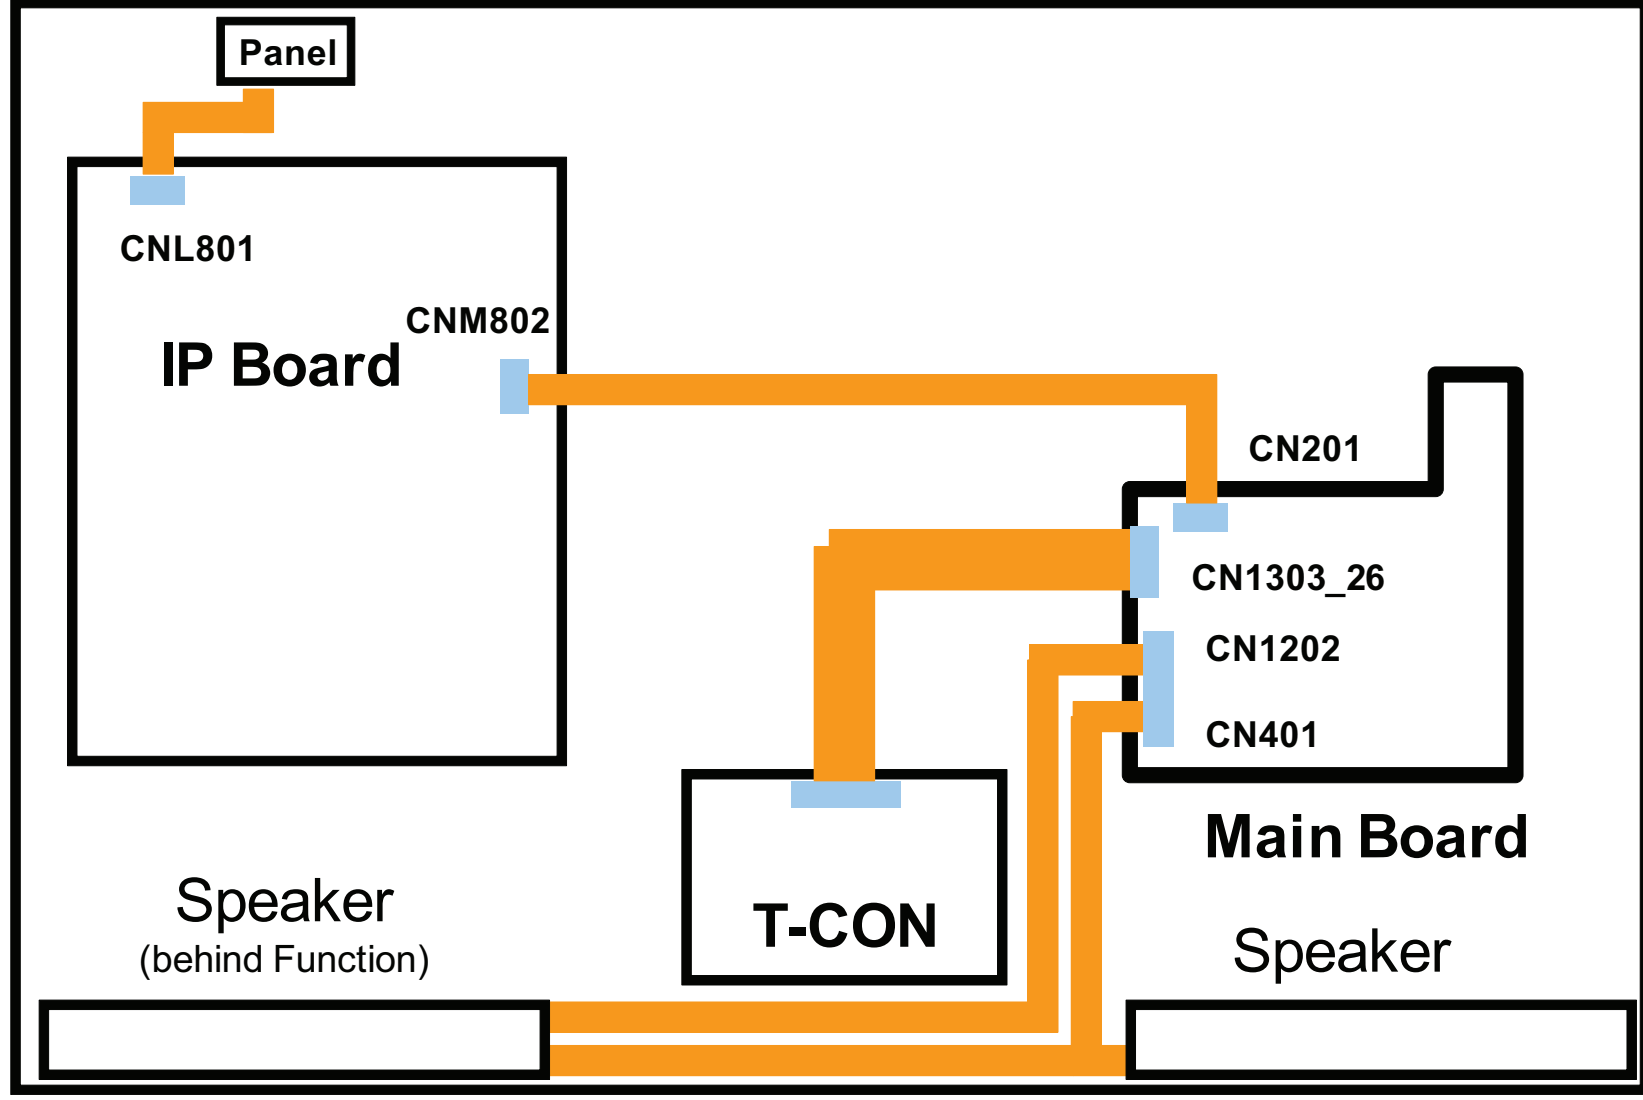 Panel
CNL801
CNM802
IP Board
CN201
CN1303_26
CN1202
CN401
Main Board
Speaker
(behind Function)
T-CON
Speaker